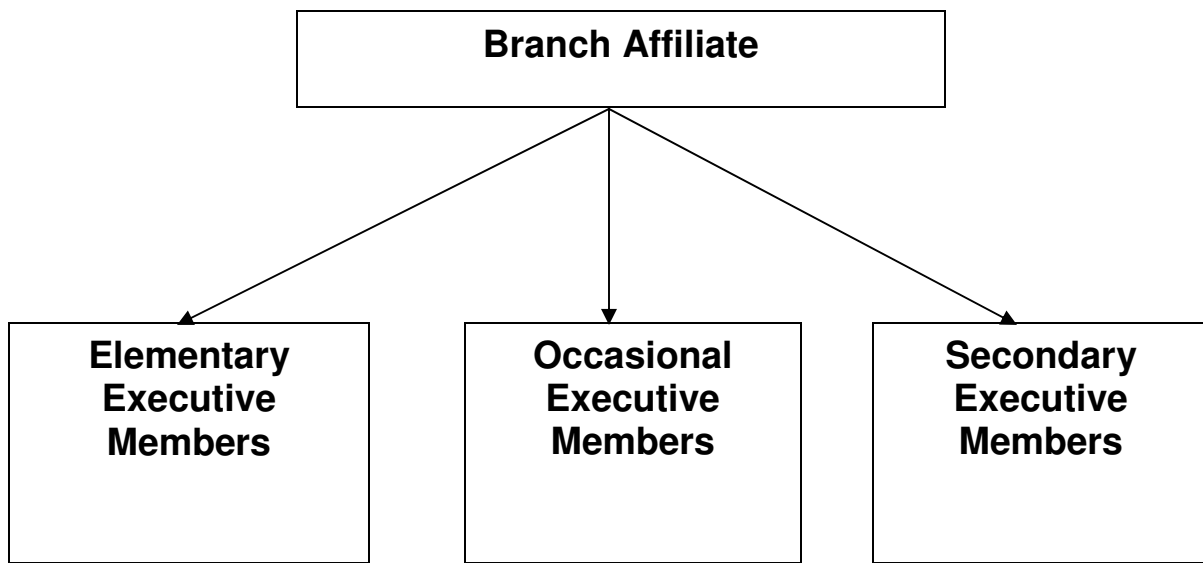 Branch Affiliate
Elementary
Executive
Members
Occasional
Executive
Members
Secondary
Executive
Members